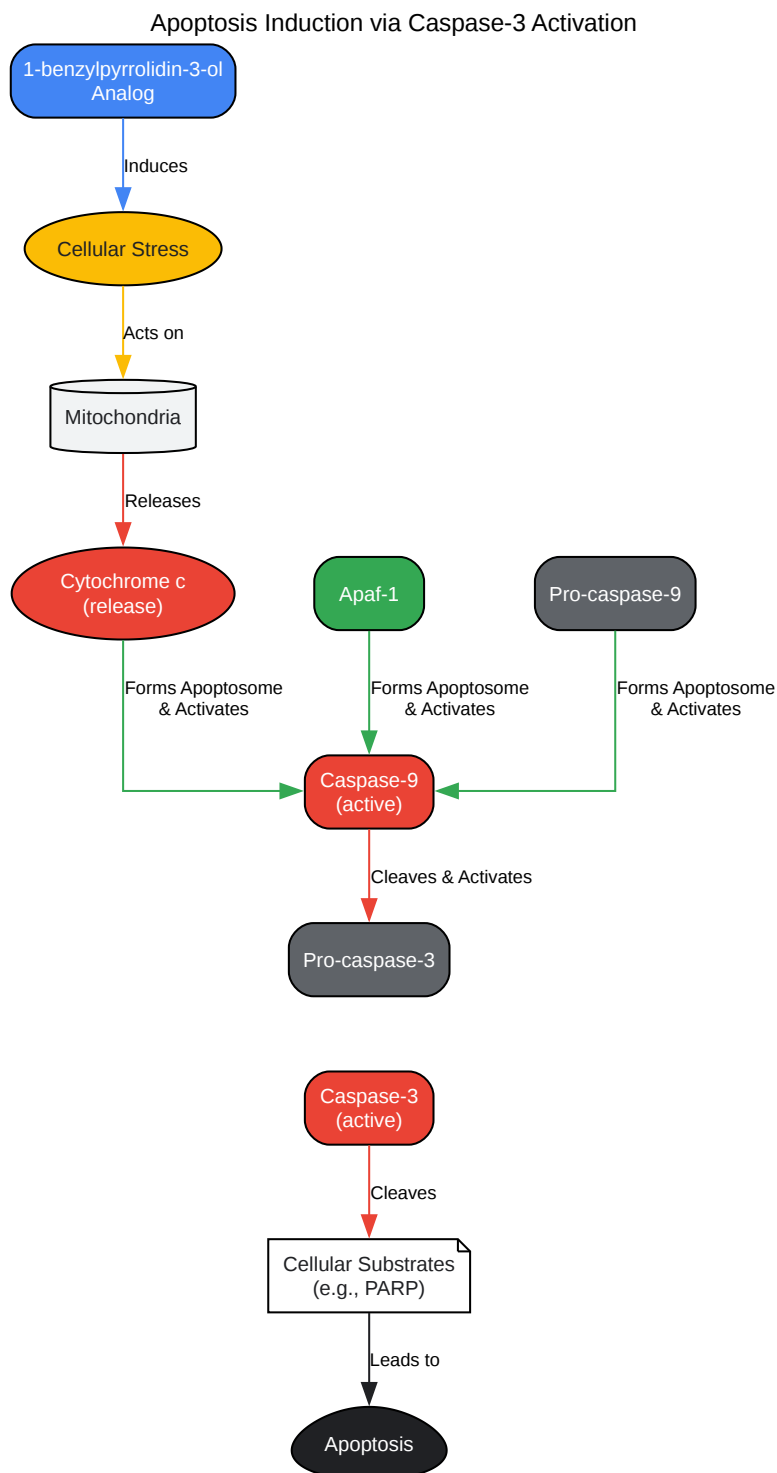 Apoptosis Induction via Caspase-3 Activation
1-benzylpyrrolidin-3-ol
Analog
Induces
Cellular Stress
Acts on
Mitochondria
Releases
Cytochrome c
(release)
Apaf-1
Pro-caspase-9
Forms Apoptosome
& Activates
Forms Apoptosome
& Activates
Forms Apoptosome
& Activates
Caspase-9
(active)
Cleaves & Activates
Pro-caspase-3
Caspase-3
(active)
Cleaves
Cellular Substrates
(e.g., PARP)
Leads to
Apoptosis